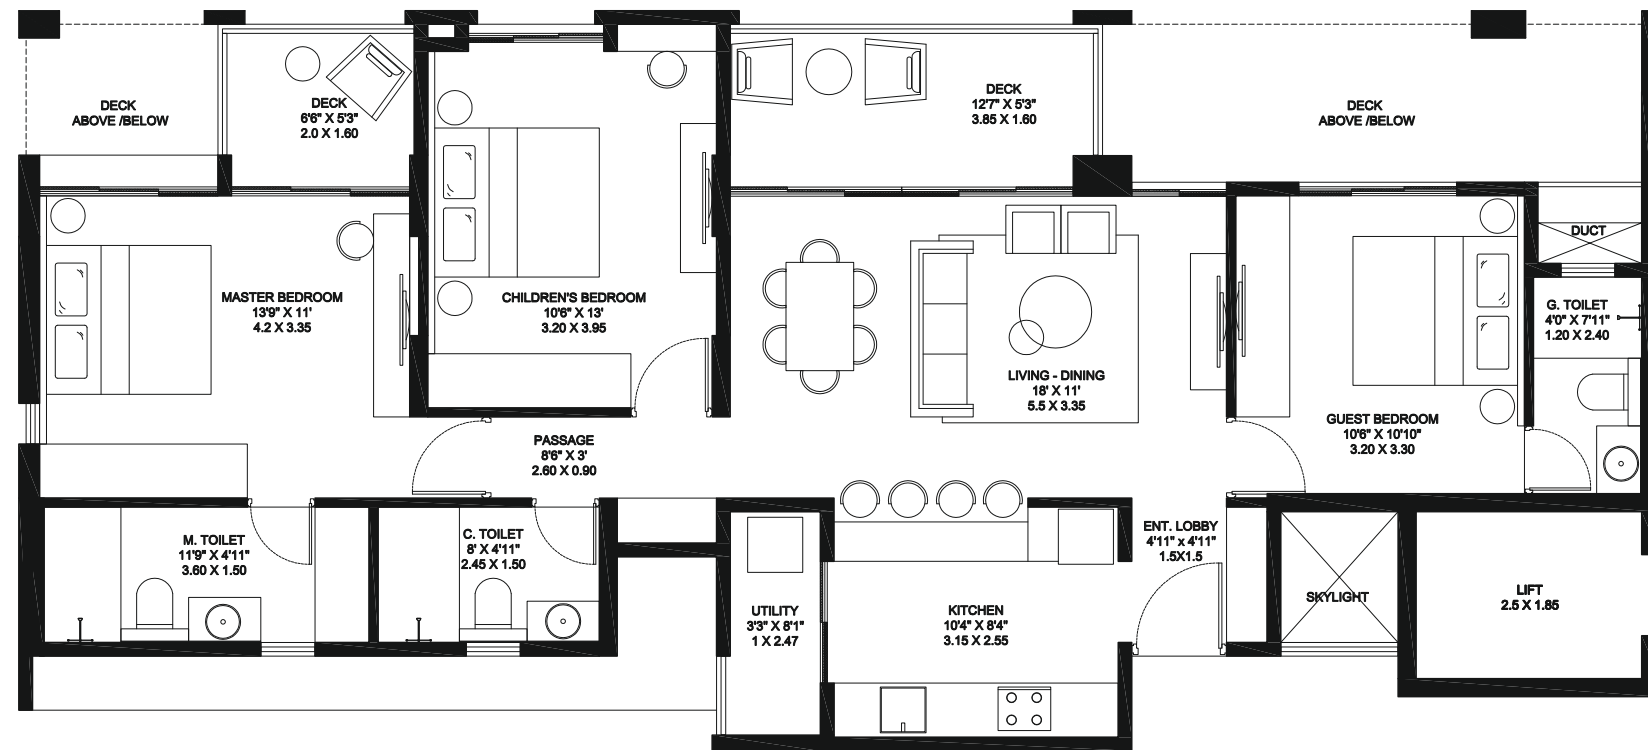 DECK
ABOVE /BELOW
DECK
6'6" X 5'3"
2.0 X 1.60
DECK
12'7" X 5'3"
3.85 X 1.60
DECK
ABOVE /BELOW
DUCT
MASTER BEDROOM
13'9" X 11'
4.2 X 3.35
CHILDREN'S BEDROOM
10'6" X 13'
3.20 X 3.95
G. TOILET
4'0" X 7'11"
1.20 X 2.40
LIVING - DINING
18' X 11'
5.5 X 3.35
GUEST BEDROOM
10'6" X 10'10"
3.20 X 3.30
PASSAGE
8'6" X 3'
2.60 X 0.90
M. TOILET
11'9" X 4'11"
3.60 X 1.50
C. TOILET
8' X 4'11"
2.45 X 1.50
ENT. LOBBY
4'11" x 4'11"
1.5X1.5
SKYLIGHT
LIFT
2.5 X 1.85
UTILITY
3'3" X 8'1"
1 X 2.47
KITCHEN
10'4" X 8'4"
3.15 X 2.55